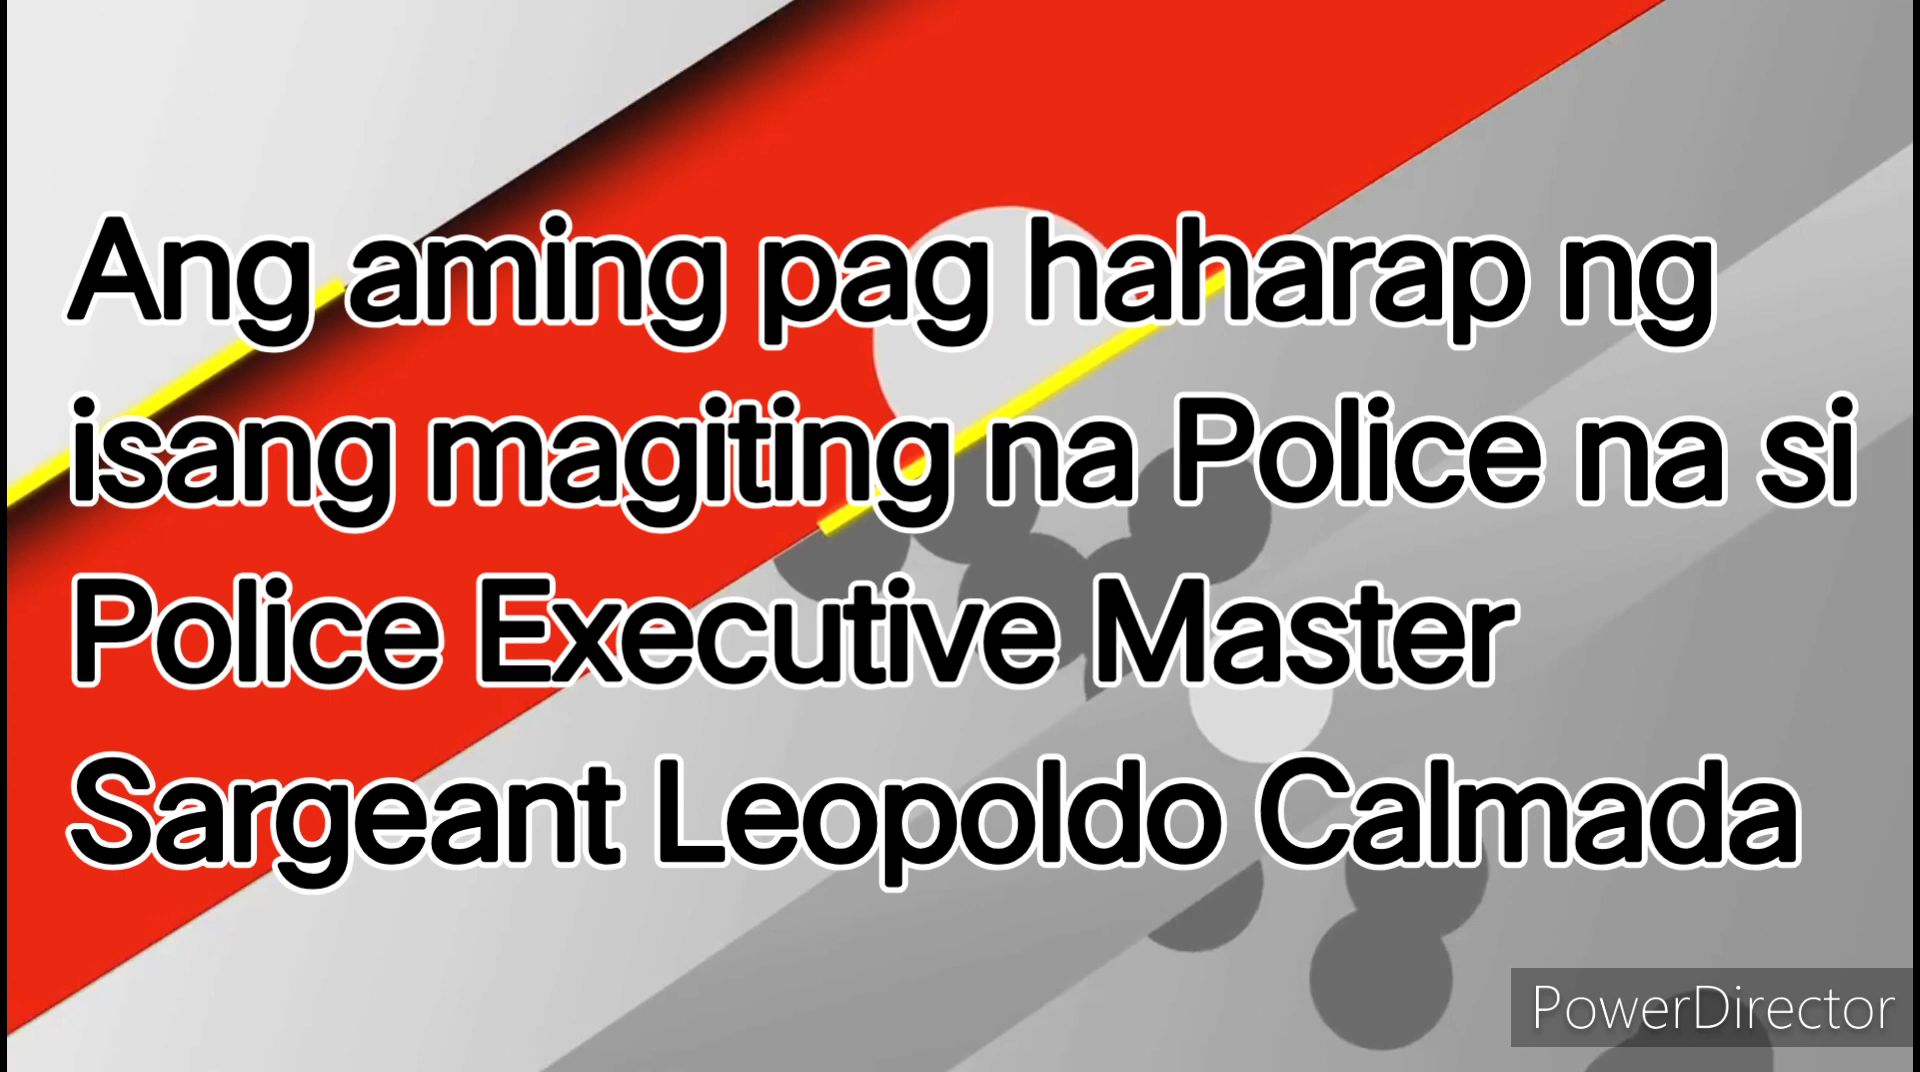 Ang aming pag haharap ng
isang magiting na Police na si
Police Executive Master
Sargeant Leopoldo Calmada
PowerDirector